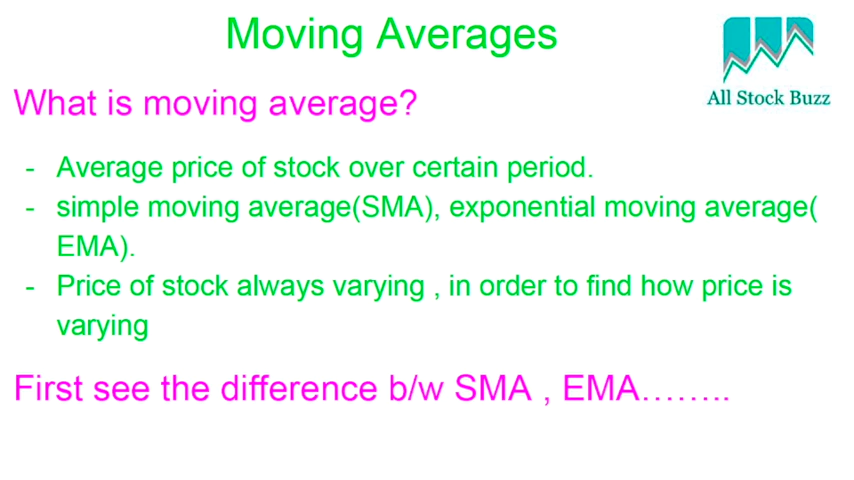 Moving Averages
All Stock Buzz
What is moving average?
- Average price of stock over certain period.
- simple moving average(SMA), exponential moving average(
EMA).
- Price of stock always varying , in order to find how price is
varying
First see the difference b/w SMA , EMA……..